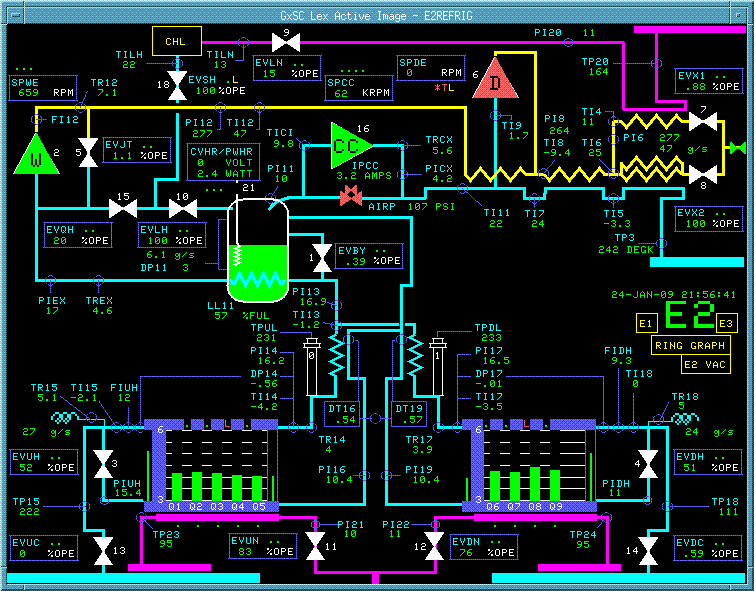 GxSC Lex Active Image - E2REFRIG
CHL
9
PI20 11
TILH
22
TILN
13
EVLN ..
15 %OPE
....
SPCC
62 KRPM
SPDE
0 RPM
*TL
6
D
TP20
164
EVX1 ..
.88 %OPE
...
SPWE
659 RPM
TR12
7.1
18
EVSH .L
100 %OPE
FI12
PI12
277
TI12
47
TICI
9.8
16
CC
IPCC
3.2 AMPS
TRCX
5.6
PICX
4.2
TI9
1.7
PI8
264
TI8
-9.4
TI4
11
TI6
25
PI6 277
47 g/s
7
8
W
2
5
EVJT ..
1.1 %OPE
CVHR/PWHR
0 VOLT
2.4 WATT
...
21
PI11
10
AIRP 107 PSI
15
10
EVQH ..
20 %OPE
EVLH ..
100 %OPE
6.1 g/s
DP11 3
1
EVBY ..
.39 %OPE
TI11
22
TI7
24
TI5
-3.3
TP3
242 DEGK
EVX2 ..
100 %OPE
PIEX
17
TREX
4.6
LL11
57 %FUL
PI13
16.9
TI13
-1.2
24-JAN-09 21:56:41
E1
E2
E3
RING GRAPH
E2 VAC
TPUL
231
0
PI14
16.2
DP14
-.56
TI14
-4.2
TPDL
233
1
PI17
16.5
DP17
-.01
TI17
-3.5
DT16
.54
DT19
.57
FIDH
9.3
TI18
0
TR15
5.1
TI15
-2.1
FIUH
12
TR18
5
27 g/s
24 g/s
6
L
TR14
4
TR17
3.9
6
L
EVUH ..
52 %OPE
3
PIUH
15.4
PI16
10.4
PI19
10.4
PIDH
11
4
EVDH ..
51 %OPE
TP15
222
3
Q1 Q2 Q3 Q4 Q5
3
Q6 Q7 Q8 Q9
TP18
111
EVUC ..
0 %OPE
13
TP23
95
EVUN ..
83 %OPE
11
PI21
10
PI22
11
12
EVDN ..
76 %OPE
TP24
95
14
EVDC ..
.59 %OPE